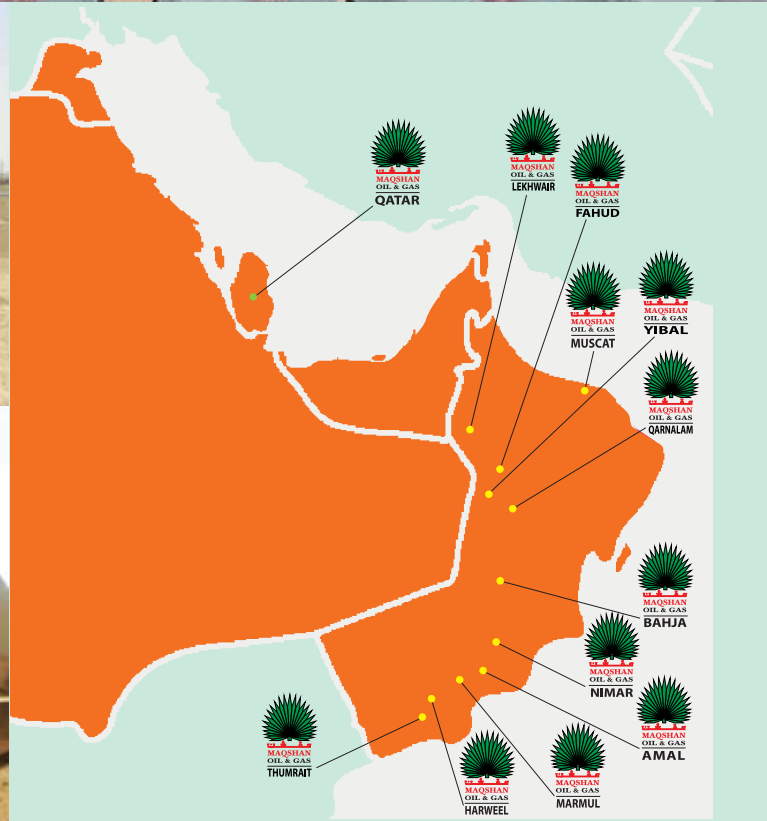 MAQSHAN
OIL & GAS
QATAR
MAQSHAN
OIL & GAS
LEKHWAIR
MAQSHAN
OIL & GAS
FAHUD
MAQSHAN
OIL & GAS
MUSCAT
MAQSHAN
OIL & GAS
YIBAL
MAQSHAN
OIL & GAS
QARNALAM
MAQSHAN
OIL & GAS
BAHJA
MAQSHAN
OIL & GAS
NIMAR
MAQSHAN
OIL & GAS
AMAL
MAQSHAN
OIL & GAS
MARMUL
MAQSHAN
OIL & GAS
HARWEEL
MAQSHAN
OIL & GAS
THUMRAIT